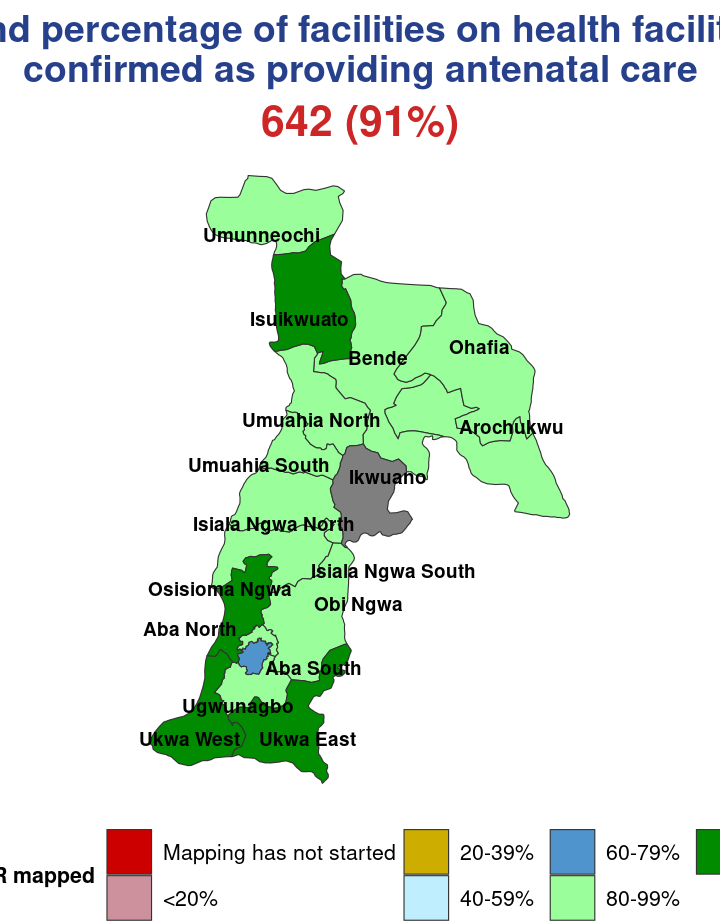 nd percentage of facilities on health facilit
confirmed as providing antenatal care
642 (91%)
Umunneochi
Isuikwuato
Bende
Ohafia
Umuahia North
Arochukwu
Umuahia South
Ikwuano
Isiala Ngwa North
Isiala Ngwa South
Osisioma Ngwa
Obi Ngwa
Aba North
Aba South
Ugwunagbo
Ukwa West
Ukwa East
R mapped
Mapping has not started
20-39%
60-79%
<20%
40-59%
80-99%